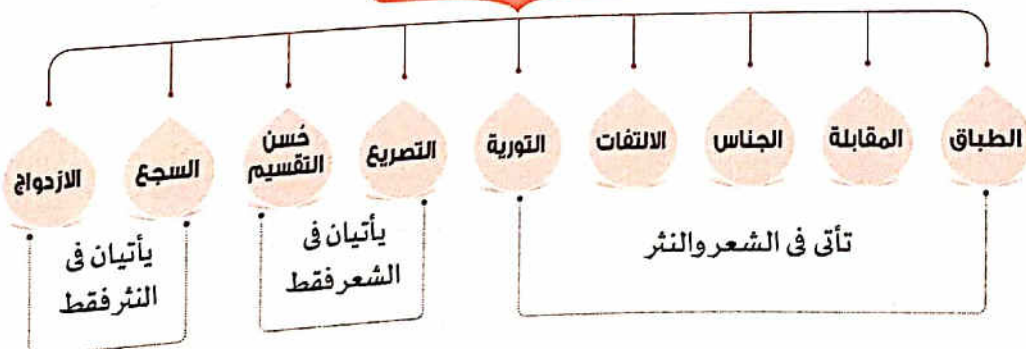 الطباق
المقابلة
الجناس
الالتفات
التورية
التصريع
حُسن
التقسيم
السجع
الازدواج
تأتى فى الشعر والنثر
يأتيان فى
الشعر فقط
يأتيان فى
النثر فقط